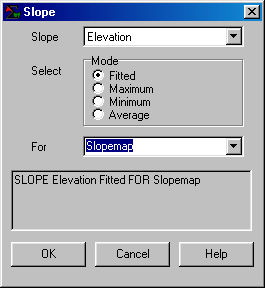 Slope
Slope Elevation
Select Mode
Fitted
Maximum
Minimum
Average
For Slopemap
SLOPE Elevation Fitted FOR Slopemap
OK Cancel Help